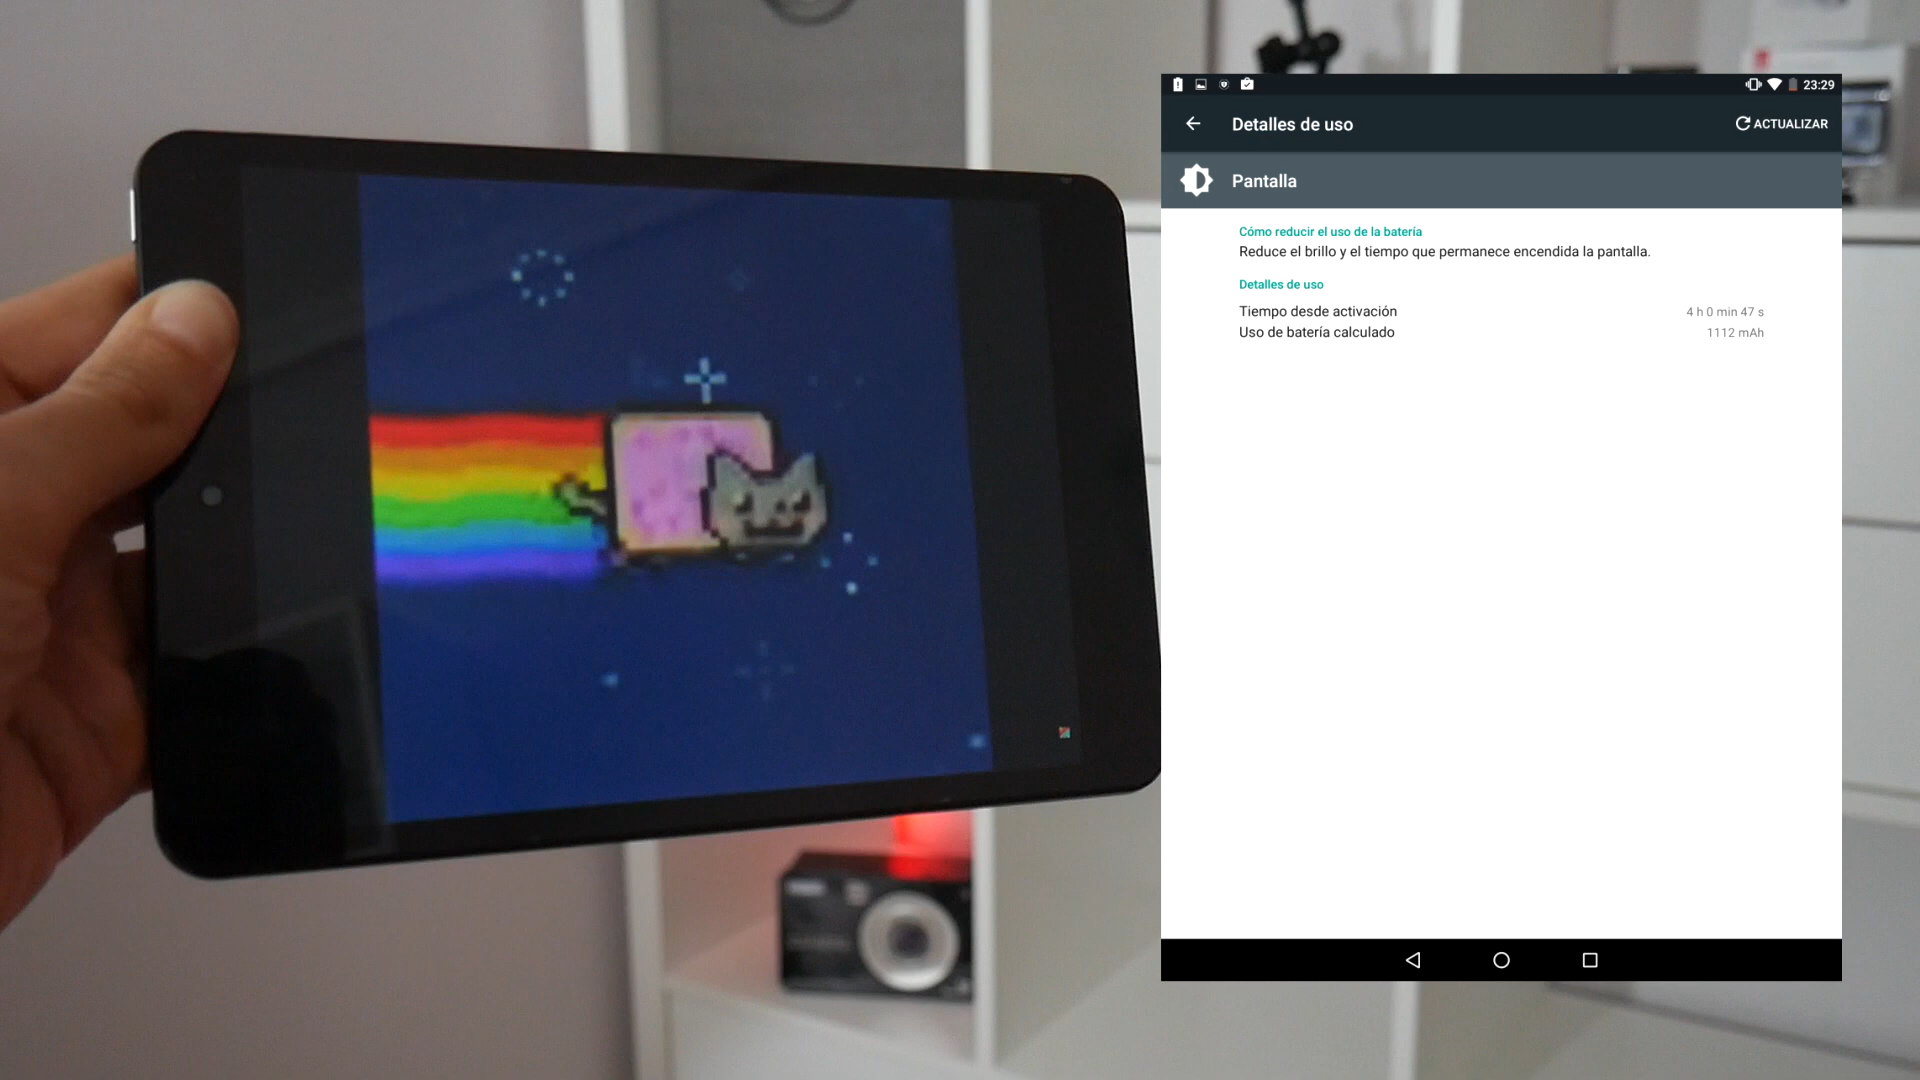 23:29
Detalles de uso
ACTUALIZAR
Pantalla
Cómo reducir el uso de la batería
Reduce el brillo y el tiempo que permanece encendida la pantalla.
Detalles de uso
Tiempo desde activación 4 h 0 min 47 s
Uso de batería calculado 1112 mAh